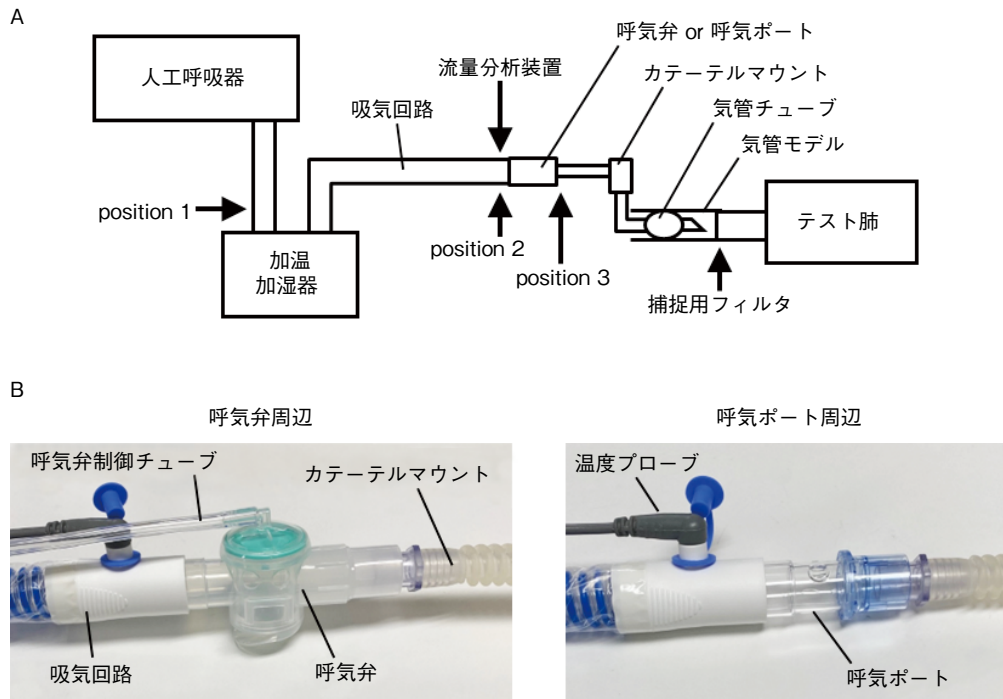 A
人工呼吸器
流量分析装置
呼気弁 or 呼気ポート
カテーテルマウント
気管チューブ
気管モデル
吸気回路
position 1
加温
加湿器
position 2
position 3
テスト肺
捕捉用フィルタ
B
呼気弁周辺
呼気弁制御チューブ
カテーテルマウント
吸気回路
呼気弁
呼気ポート周辺
温度プローブ
呼気ポート